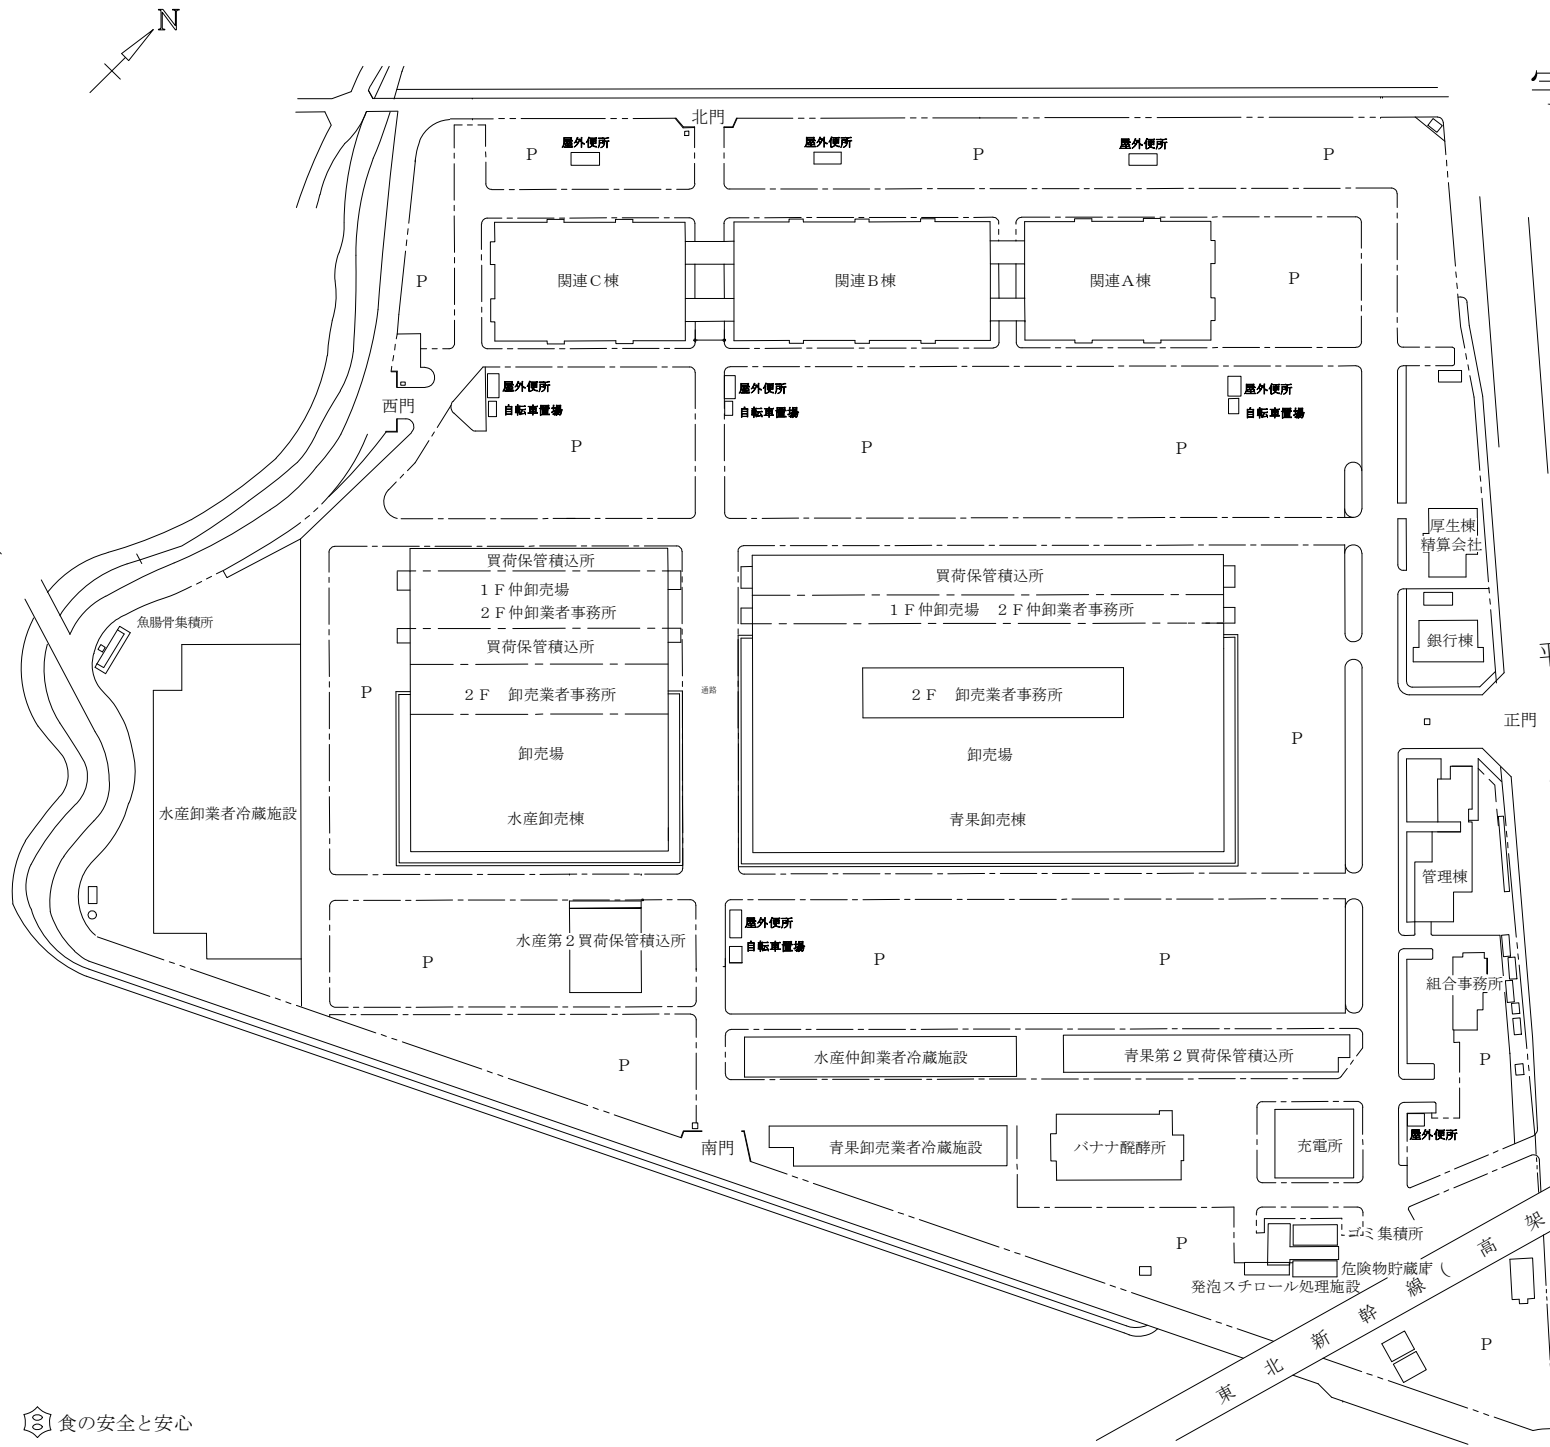 N
北門
屋外便所
屋外便所
屋外便所
P
P
P
P
関連C棟
関連B棟
関連A棟
P
屋外便所
自転車置場
屋外便所
自転車置場
屋外便所
自転車置場
西門
P
P
P
厚生棟
精算会社
買荷保管積込所
1F仲卸売場
2F仲卸業者事務所
買荷保管積込所
2F 卸売業者事務所
卸売場
水産卸売棟
買荷保管積込所
1F仲卸売場 2F仲卸業者事務所
2F 卸売業者事務所
卸売場
青果卸売棟
魚腸骨集積所
銀行棟
P
通路
P
正門
水産卸業者冷蔵施設
管理棟
水産第2買荷保管積込所
P
屋外便所
自転車置場
P
P
組合事務所
P
水産仲卸業者冷蔵施設
青果第2買荷保管積込所
P
南門
青果卸売業者冷蔵施設
バナナ醗酵所
充電所
屋外便所
P
ゴミ集積所
危険物貯蔵庫(
発泡スチロール処理施設
東北新幹線高架
P
食の安全と安心